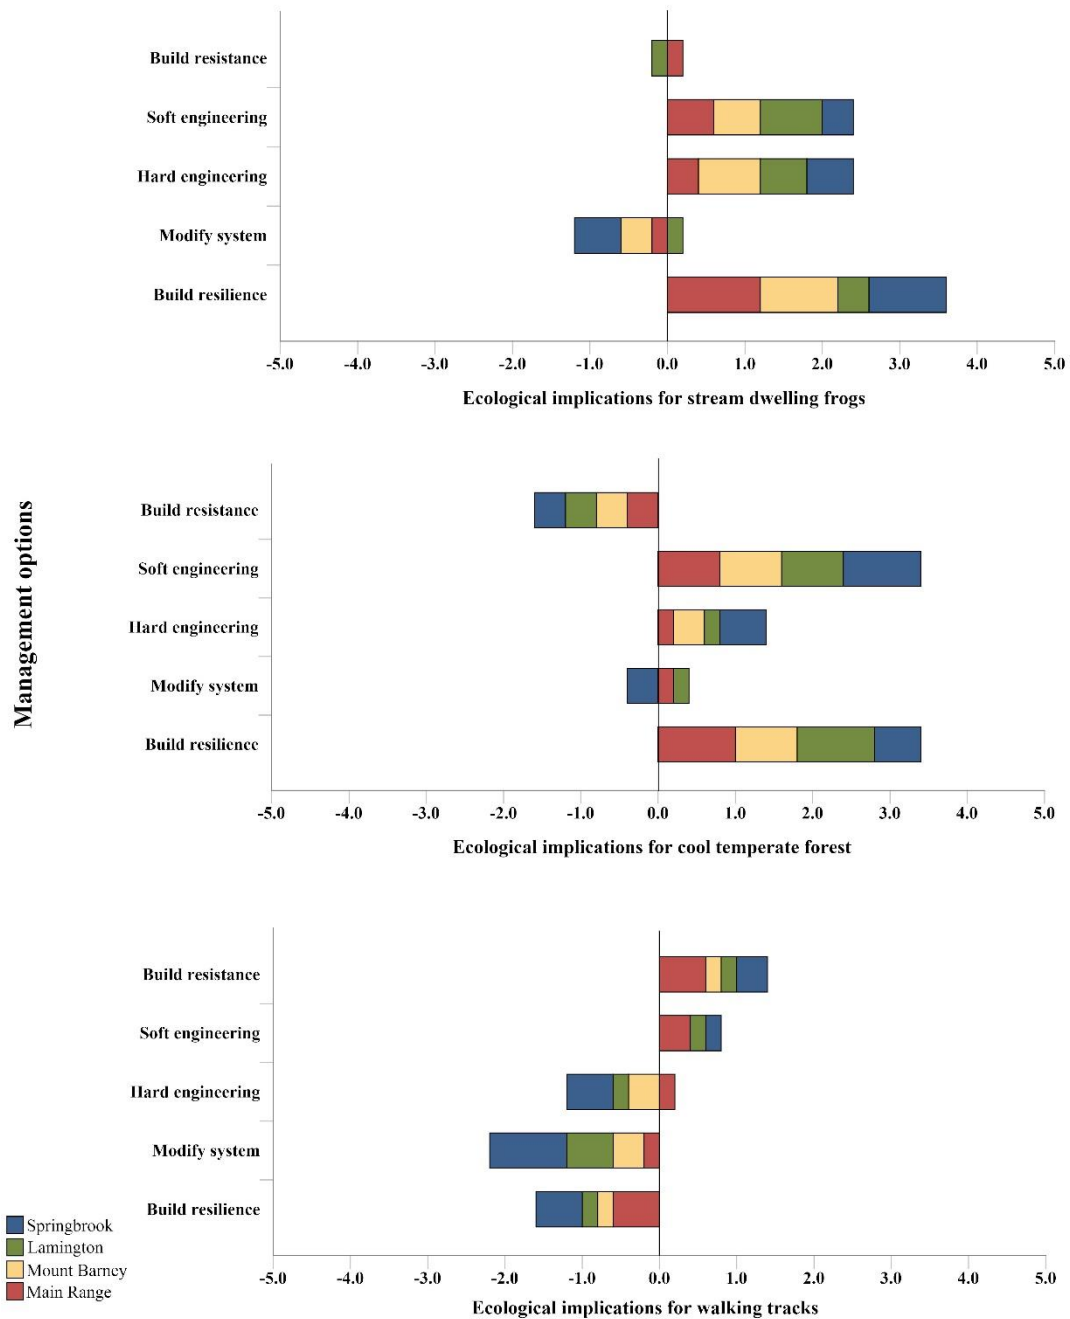 Build resistance
Soft engineering
Hard engineering
Modify system
Build resilience
-5.0 -4.0 -3.0 -2.0 -1.0 0.0 1.0 2.0 3.0 4.0 5.0
Ecological implications for stream dwelling frogs
Management options
Build resistance
Soft engineering
Hard engineering
Modify system
Build resilience
-5.0 -4.0 -3.0 -2.0 -1.0 0.0 1.0 2.0 3.0 4.0 5.0
Ecological implications for cool temperate forest
Build resistance
Soft engineering
Hard engineering
Modify system
Build resilience
-5.0 -4.0 -3.0 -2.0 -1.0 0.0 1.0 2.0 3.0 4.0 5.0
Ecological implications for walking tracks
Springbrook
Lamington
Mount Barney
Main Range